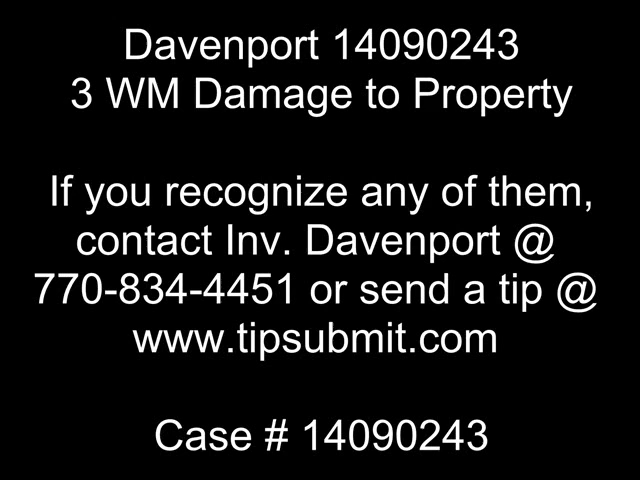 Davenport 14090243
3 WM Damage to Property
If you recognize any of them,
contact Inv. Davenport @
770-834-4451 or send a tip @
www.tipsubmit.com
Case # 14090243